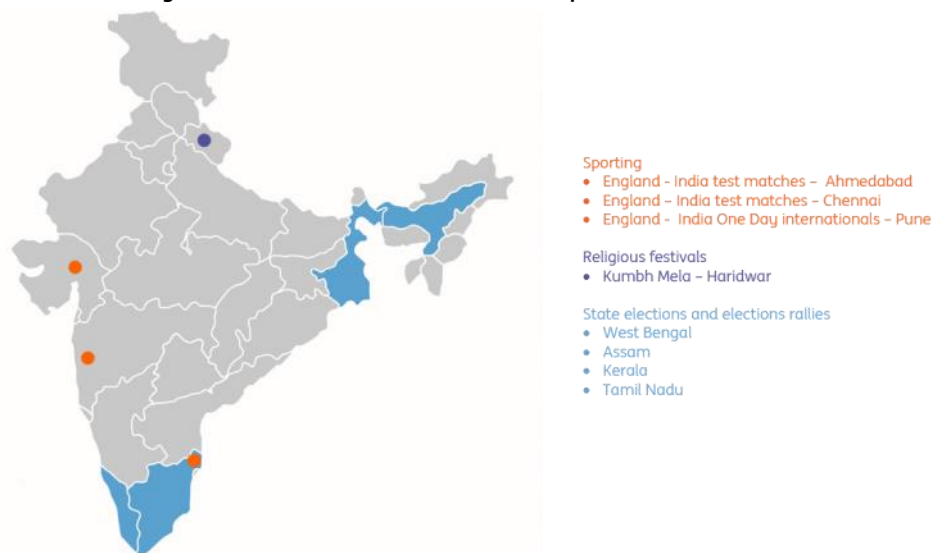 Sporting
• England - India test matches – Ahmedabad
• England – India test matches – Chennai
• England - India One Day internationals – Pune
Religious festivals
• Kumbh Mela – Haridwar
State elections and elections rallies
• West Bengal
• Assam
• Kerala
• Tamil Nadu